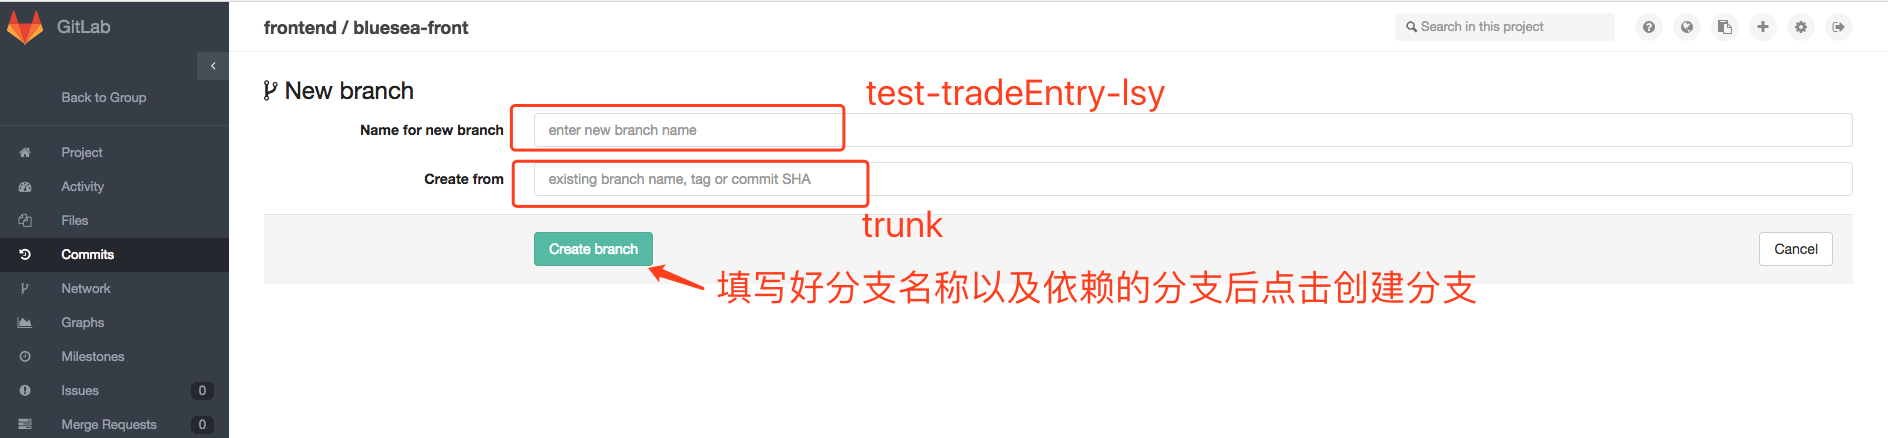 GitLab
frontend / bluesea-front
Search in this project
Back to Group
New branch
test-tradeEntry-lsy
Name for new branch
enter new branch name
Project
Create from
existing branch name, tag or commit SHA
Activity
Files
trunk
Create branch
Cancel
Commits
填写好分支名称以及依赖的分支后点击创建分支
Network
Graphs
Milestones
Issues 0
Merge Requests 0